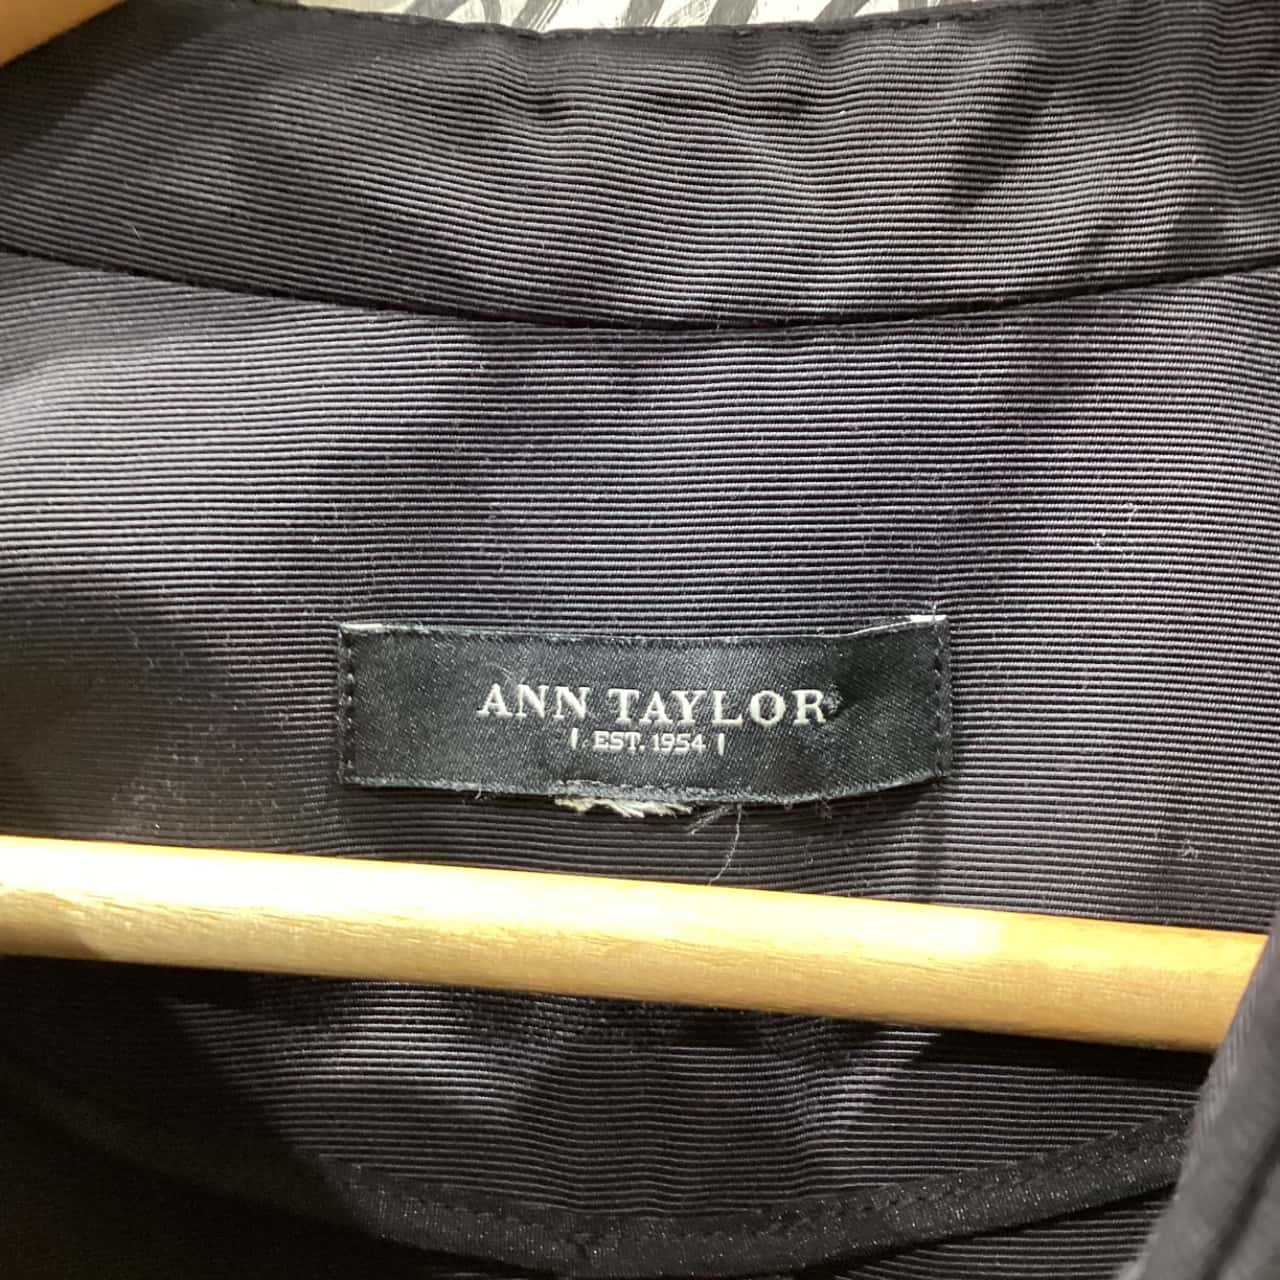 ANN TAYLOR
| EST. 1954 |